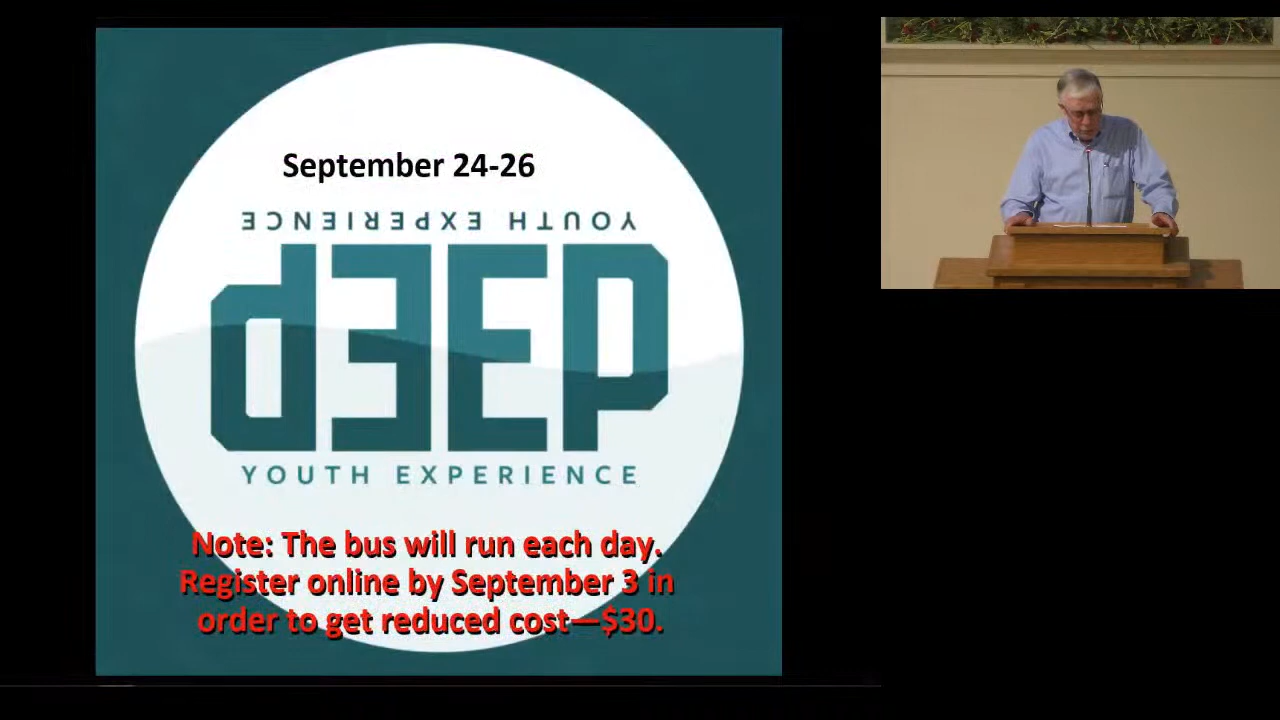 September 24-26
YOUTH EXPERIENCE
dEEP
YOUTH EXPERIENCE
Note: The bus will run each day.
Register online by September 3 in
order to get reduced cost—$30.